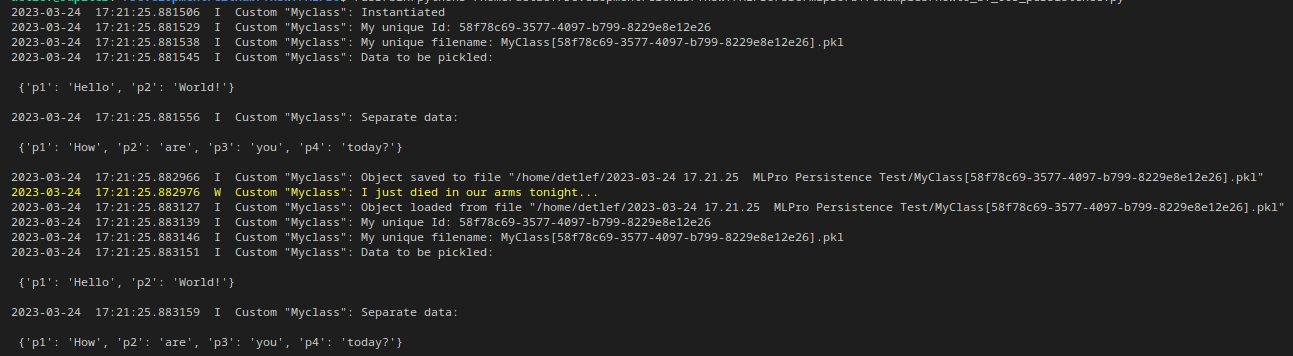 2023-03-24  17:21:25.881506  I  Custom "Myclass": Instantiated
2023-03-24  17:21:25.881529  I  Custom "Myclass": My unique Id: 58f78c69-3577-4097-b799-8229e8e12e26
2023-03-24  17:21:25.881538  I  Custom "Myclass": My unique filename: MyClass[58f78c69-3577-4097-b799-8229e8e12e26].pkl
2023-03-24  17:21:25.881545  I  Custom "Myclass": Data to be pickled:
{'p1': 'Hello', 'p2': 'World!'}
2023-03-24  17:21:25.881556  I  Custom "Myclass": Separate data:
{'p1': 'How', 'p2': 'are', 'p3': 'you', 'p4': 'today?'}
2023-03-24  17:21:25.882966  I  Custom "Myclass": Object saved to file "/home/detlef/2023-03-24 17.21.25  MLPro Persistence Test/MyClass[58f78c69-3577-4097-b799-8229e8e12e26].pkl"
2023-03-24  17:21:25.882976  W  Custom "Myclass": I just died in our arms tonight...
2023-03-24  17:21:25.883127  I  Custom "Myclass": Object loaded from file "/home/detlef/2023-03-24 17.21.25  MLPro Persistence Test/MyClass[58f78c69-3577-4097-b799-8229e8e12e26].pkl"
2023-03-24  17:21:25.883139  I  Custom "Myclass": My unique Id: 58f78c69-3577-4097-b799-8229e8e12e26
2023-03-24  17:21:25.883146  I  Custom "Myclass": My unique filename: MyClass[58f78c69-3577-4097-b799-8229e8e12e26].pkl
2023-03-24  17:21:25.883151  I  Custom "Myclass": Data to be pickled:
{'p1': 'Hello', 'p2': 'World!'}
2023-03-24  17:21:25.883159  I  Custom "Myclass": Separate data:
{'p1': 'How', 'p2': 'are', 'p3': 'you', 'p4': 'today?'}